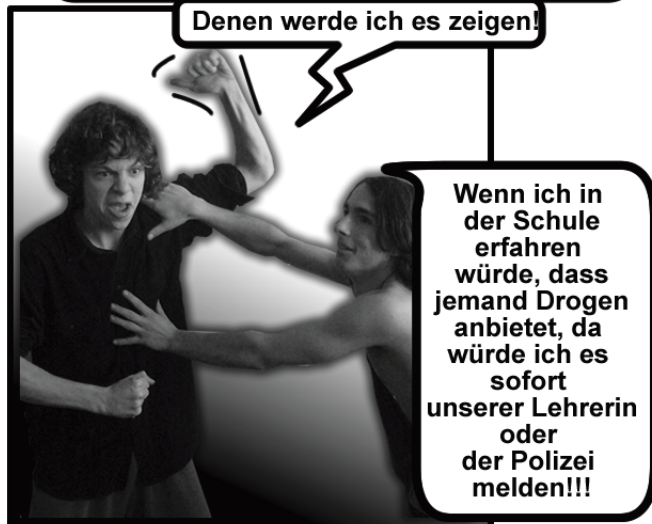 Denen werde ich es zeigen!
Wenn ich in
der Schule
erfahren
würde, dass
jemand Drogen
anbietet, da
würde ich es
sofort
unserer Lehrerin
oder
der Polizei
melden!!!